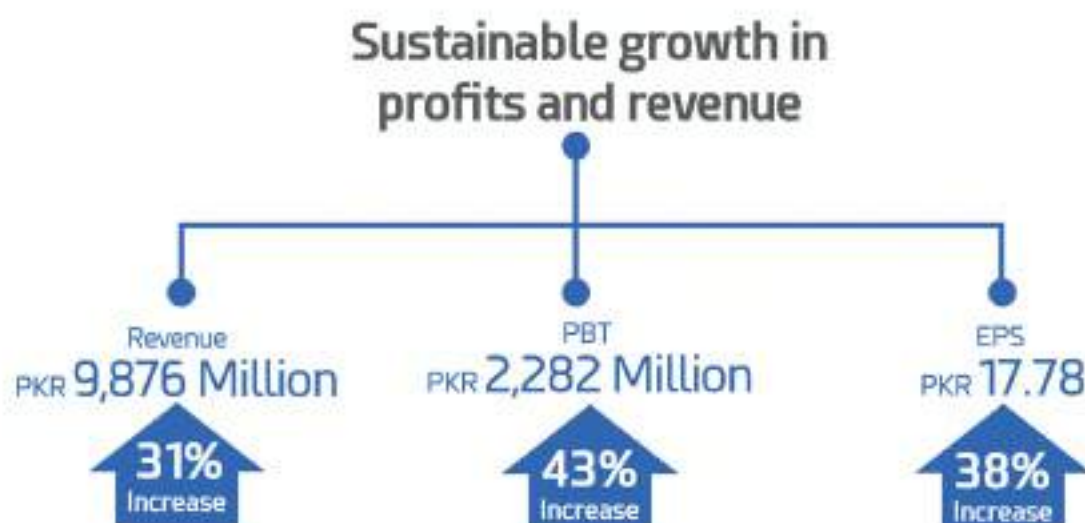 Sustainable growth in
profits and revenue
Revenue
PKR 9,876 Million
31%
Increase
PBT
PKR 2,282 Million
43%
Increase
EPS
PKR 17.78
38%
Increase